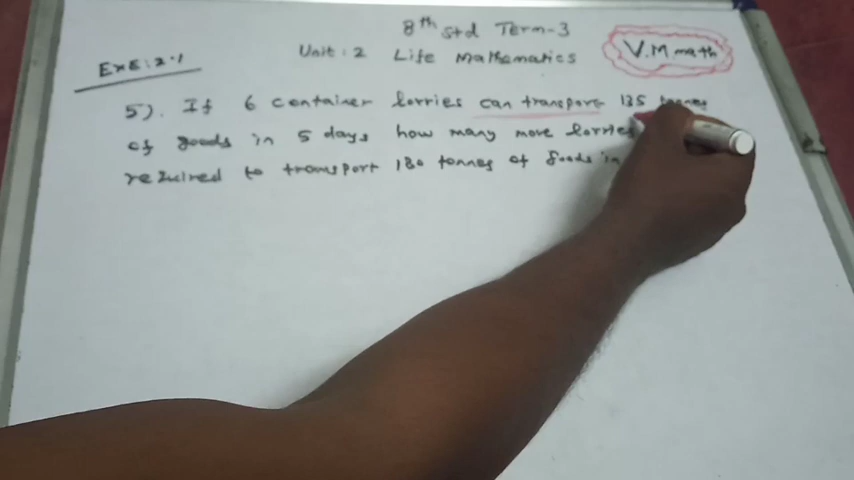 8th Std Term-3
Unit : 2 Life Mathematics
V.M math
EXE : 2.1
5). If 6 container lorries can transport 135 tonnes
of goods in 5 days how many more lorries
required to transport 180 tonnes of goods in